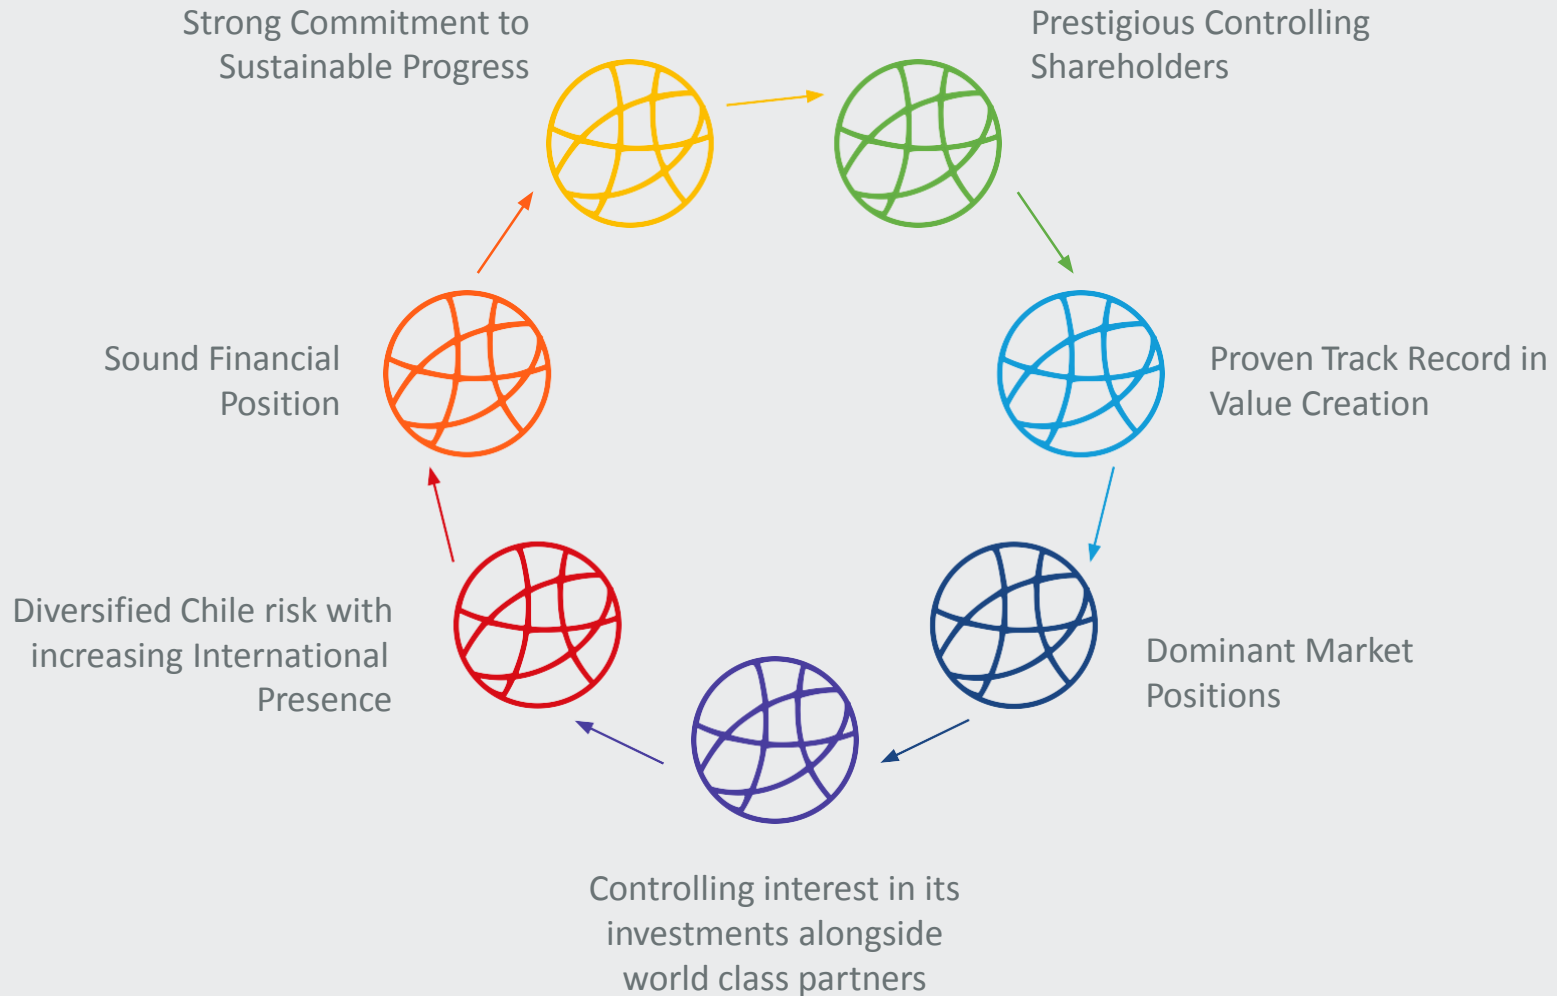 Strong Commitment to
Sustainable Progress
Prestigious Controlling
Shareholders
Sound Financial
Position
Proven Track Record in
Value Creation
Diversified Chile risk with
increasing International
Presence
Dominant Market
Positions
Controlling interest in its
investments alongside
world class partners